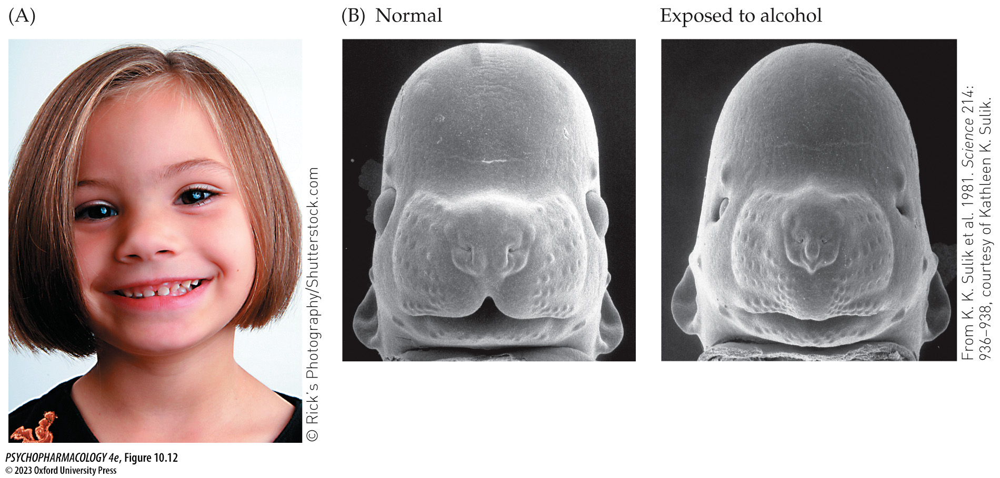 (A)
(B) Normal
Exposed to alcohol
© Rick’s Photography/Shutterstock.com
From K. K. Sulik et al. 1981. Science 214:
936–938, courtesy of Kathleen K. Sulik.
PSYCHOPHARMACOLOGY 4e, Figure 10.12
© 2023 Oxford University Press